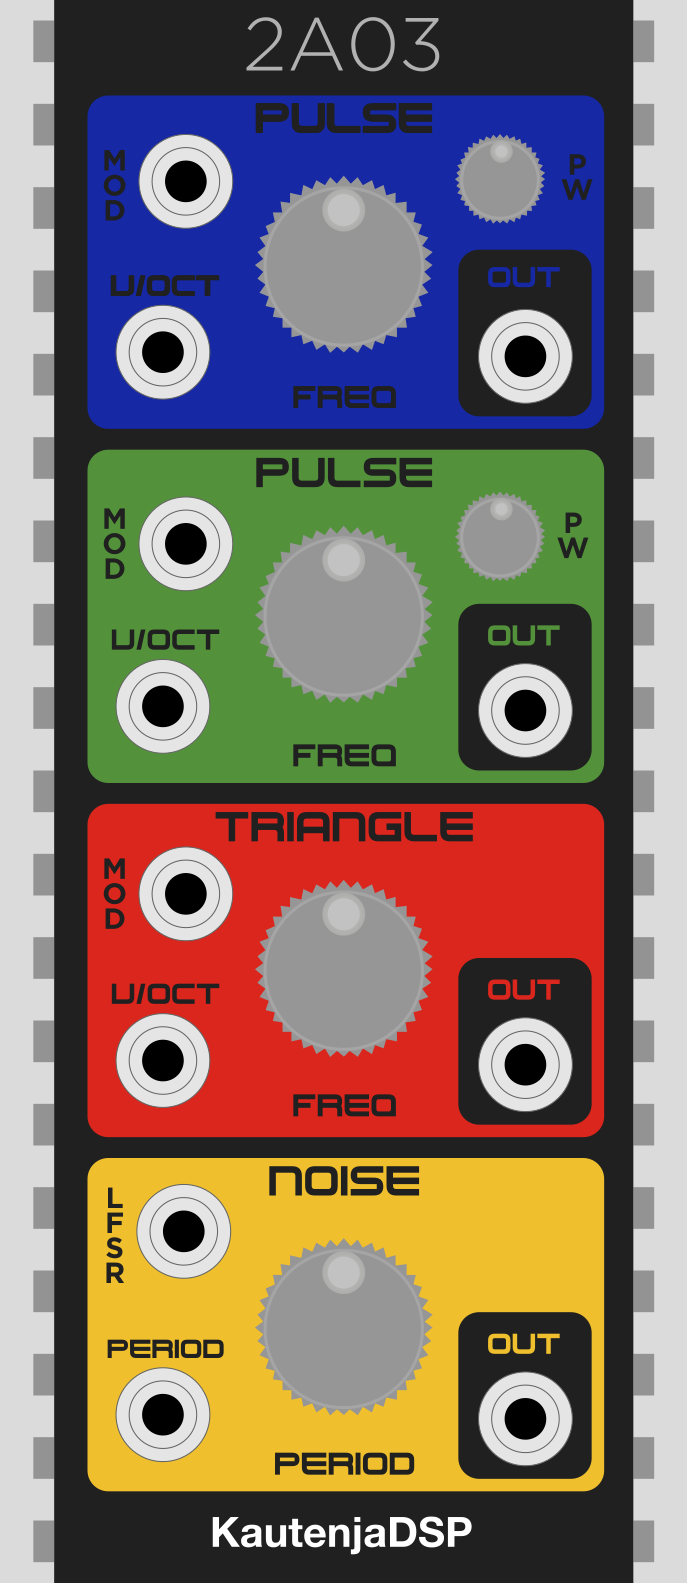 2A03
PULSE
MOD
PW
V/OCT
OUT
FREQ
PULSE
MOD
PW
V/OCT
OUT
FREQ
TRIANGLE
MOD
V/OCT
OUT
FREQ
NOISE
LFSR
PERIOD
OUT
PERIOD
KautenjaDSP